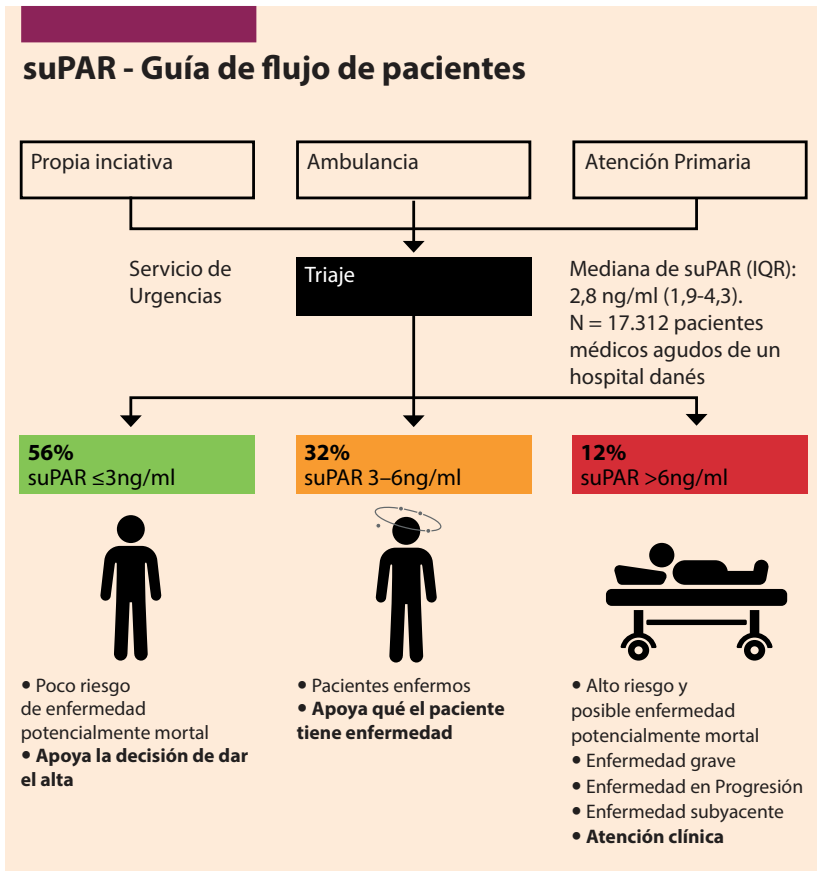 suPAR - Guía de flujo de pacientes
Propia inciativa
Ambulancia
Atención Primaria
Servicio de
Urgencias
Triaje
Mediana de suPAR (IQR):
2,8 ng/ml (1,9-4,3).
N = 17.312 pacientes
médicos agudos de un
hospital danés
56%
suPAR ≤3ng/ml
32%
suPAR 3–6ng/ml
12%
suPAR >6ng/ml
• Poco riesgo
de enfermedad
potencialmente mortal
• Apoya la decisión de dar
el alta
• Pacientes enfermos
• Apoya qué el paciente
tiene enfermedad
• Alto riesgo y
posible enfermedad
potencialmente mortal
• Enfermedad grave
• Enfermedad en Progresión
• Enfermedad subyacente
• Atención clínica